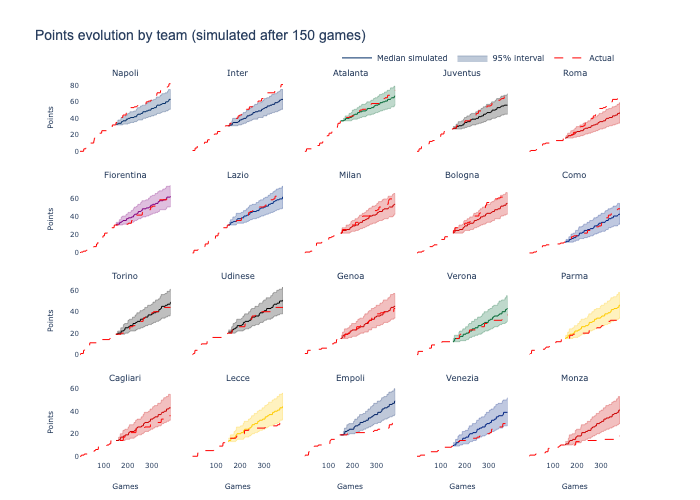 Points evolution by team (simulated after 150 games)
Median simulated 95% interval Actual
Napoli Inter Atalanta Juventus Roma
80
60
40
20
0
Points
Fiorentina Lazio Milan Bologna Como
60
40
20
0
Points
Torino Udinese Genoa Verona Parma
60
40
20
0
Points
Cagliari Lecce Empoli Venezia Monza
60
40
20
0
Points
100 200 300 100 200 300 100 200 300 100 200 300 100 200 300
Games Games Games Games Games